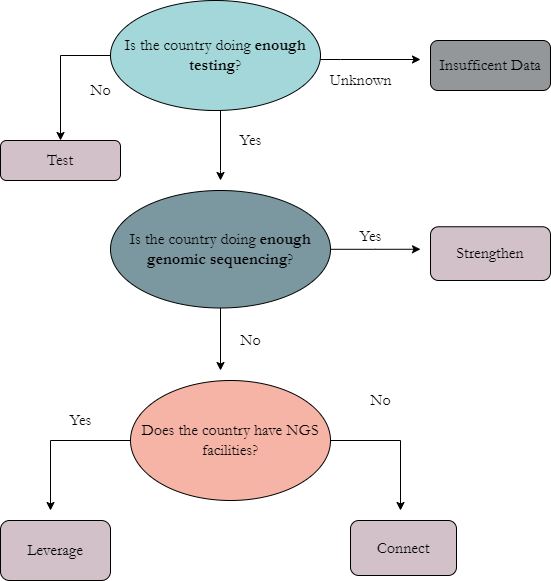 Is the country doing enough
testing?
Insufficent Data
Unknown
No
Test
Yes
Is the country doing enough
genomic sequencing?
Yes
Strengthen
No
Does the country have NGS
facilities?
Yes
No
Leverage
Connect